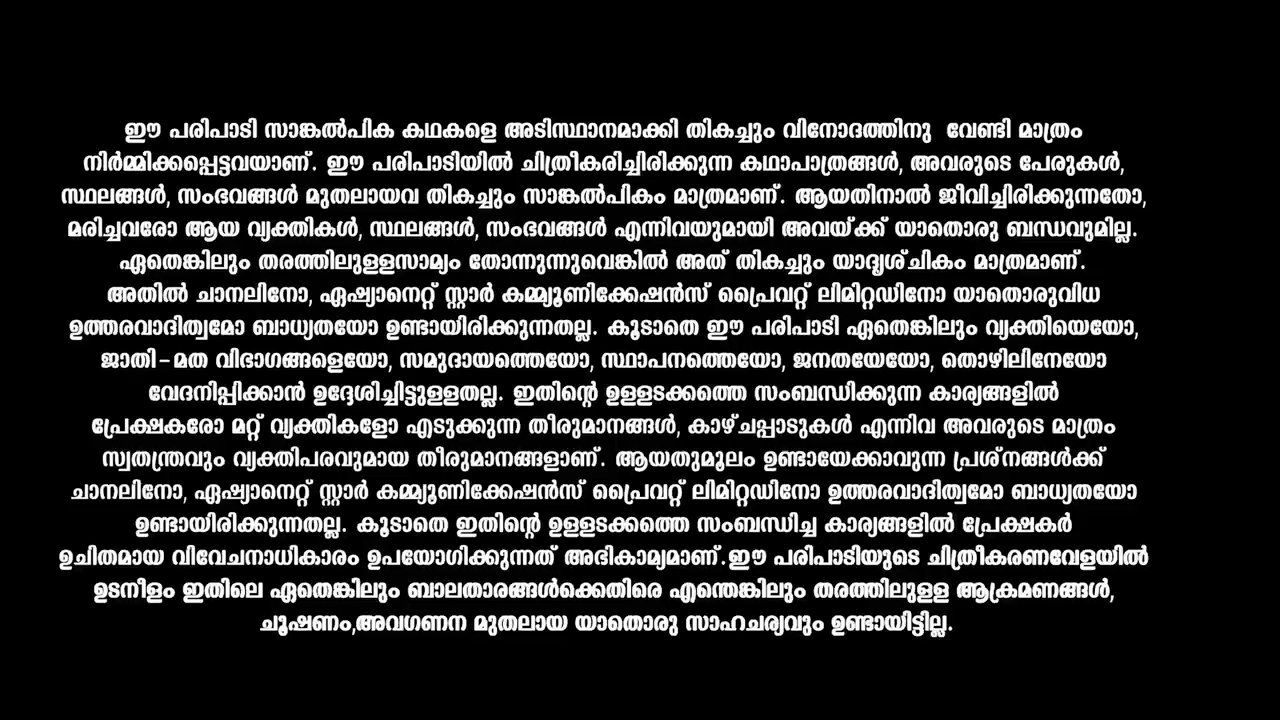 ഈ പരിപാടി സാങ്കൽപിക കഥകളെ അടിസ്ഥാനമാക്കി തികച്ചും വിനോദത്തിനു വേണ്ടി മാത്രം
നിർമ്മിക്കപ്പെട്ടവയാണ്. ഈ പരിപാടിയിൽ ചിത്രീകരിച്ചിരിക്കുന്ന കഥാപാത്രങ്ങൾ, അവരുടെ പേരുകൾ,
സ്ഥലങ്ങൾ, സംഭവങ്ങൾ മുതലായവ തികച്ചും സാങ്കൽപികം മാത്രമാണ്. ആയതിനാൽ ജീവിച്ചിരിക്കുന്നതോ,
മരിച്ചവരോ ആയ വ്യക്തികൾ, സ്ഥലങ്ങൾ, സംഭവങ്ങൾ എന്നിവയുമായി അവയ്ക്ക് യാതൊരു ബന്ധവുമില്ല.
ഏതെങ്കിലും തരത്തിലുളളസാമ്യം തോന്നുന്നുവെങ്കിൽ അത് തികച്ചും യാദൃശ്ചികം മാത്രമാണ്.
അതിൽ ചാനലിനോ, ഏഷ്യാനെറ്റ് സ്റ്റാർ കമ്മ്യൂണിക്കേഷൻസ് പ്രൈവറ്റ് ലിമിറ്റഡിനോ യാതൊരുവിധ
ഉത്തരവാദിത്വമോ ബാധ്യതയോ ഉണ്ടായിരിക്കുന്നതല്ല. കൂടാതെ ഈ പരിപാടി ഏതെങ്കിലും വ്യക്തിയെയോ,
ജാതി-മത വിഭാഗങ്ങളെയോ, സമുദായത്തെയോ, സ്ഥാപനത്തെയോ, ജനതയേയോ, തൊഴിലിനേയോ
വേദനിപ്പിക്കാൻ ഉദ്ദേശിച്ചിട്ടുളളതല്ല. ഇതിന്റെ ഉളളടക്കത്തെ സംബന്ധിക്കുന്ന കാര്യങ്ങളിൽ
പ്രേക്ഷകരോ മറ്റ് വ്യക്തികളോ എടുക്കുന്ന തീരുമാനങ്ങൾ, കാഴ്ചപ്പാടുകൾ എന്നിവ അവരുടെ മാത്രം
സ്വതന്ത്രവും വ്യക്തിപരവുമായ തീരുമാനങ്ങളാണ്. ആയതുമൂലം ഉണ്ടായേക്കാവുന്ന പ്രശ്നങ്ങൾക്ക്
ചാനലിനോ, ഏഷ്യാനെറ്റ് സ്റ്റാർ കമ്മ്യൂണിക്കേഷൻസ് പ്രൈവറ്റ് ലിമിറ്റഡിനോ ഉത്തരവാദിത്വമോ ബാധ്യതയോ
ഉണ്ടായിരിക്കുന്നതല്ല. കൂടാതെ ഇതിന്റെ ഉളളടക്കത്തെ സംബന്ധിച്ച കാര്യങ്ങളിൽ പ്രേക്ഷകർ
ഉചിതമായ വിവേചനാധികാരം ഉപയോഗിക്കുന്നത് അഭികാമ്യമാണ്.ഈ പരിപാടിയുടെ ചിത്രീകരണവേളയിൽ
ഉടനീളം ഇതിലെ ഏതെങ്കിലും ബാലതാരങ്ങൾക്കെതിരെ എന്തെങ്കിലും തരത്തിലുളള ആക്രമണങ്ങൾ,
ചൂഷണം,അവഗണന മുതലായ യാതൊരു സാഹചര്യവും ഉണ്ടായിട്ടില്ല.